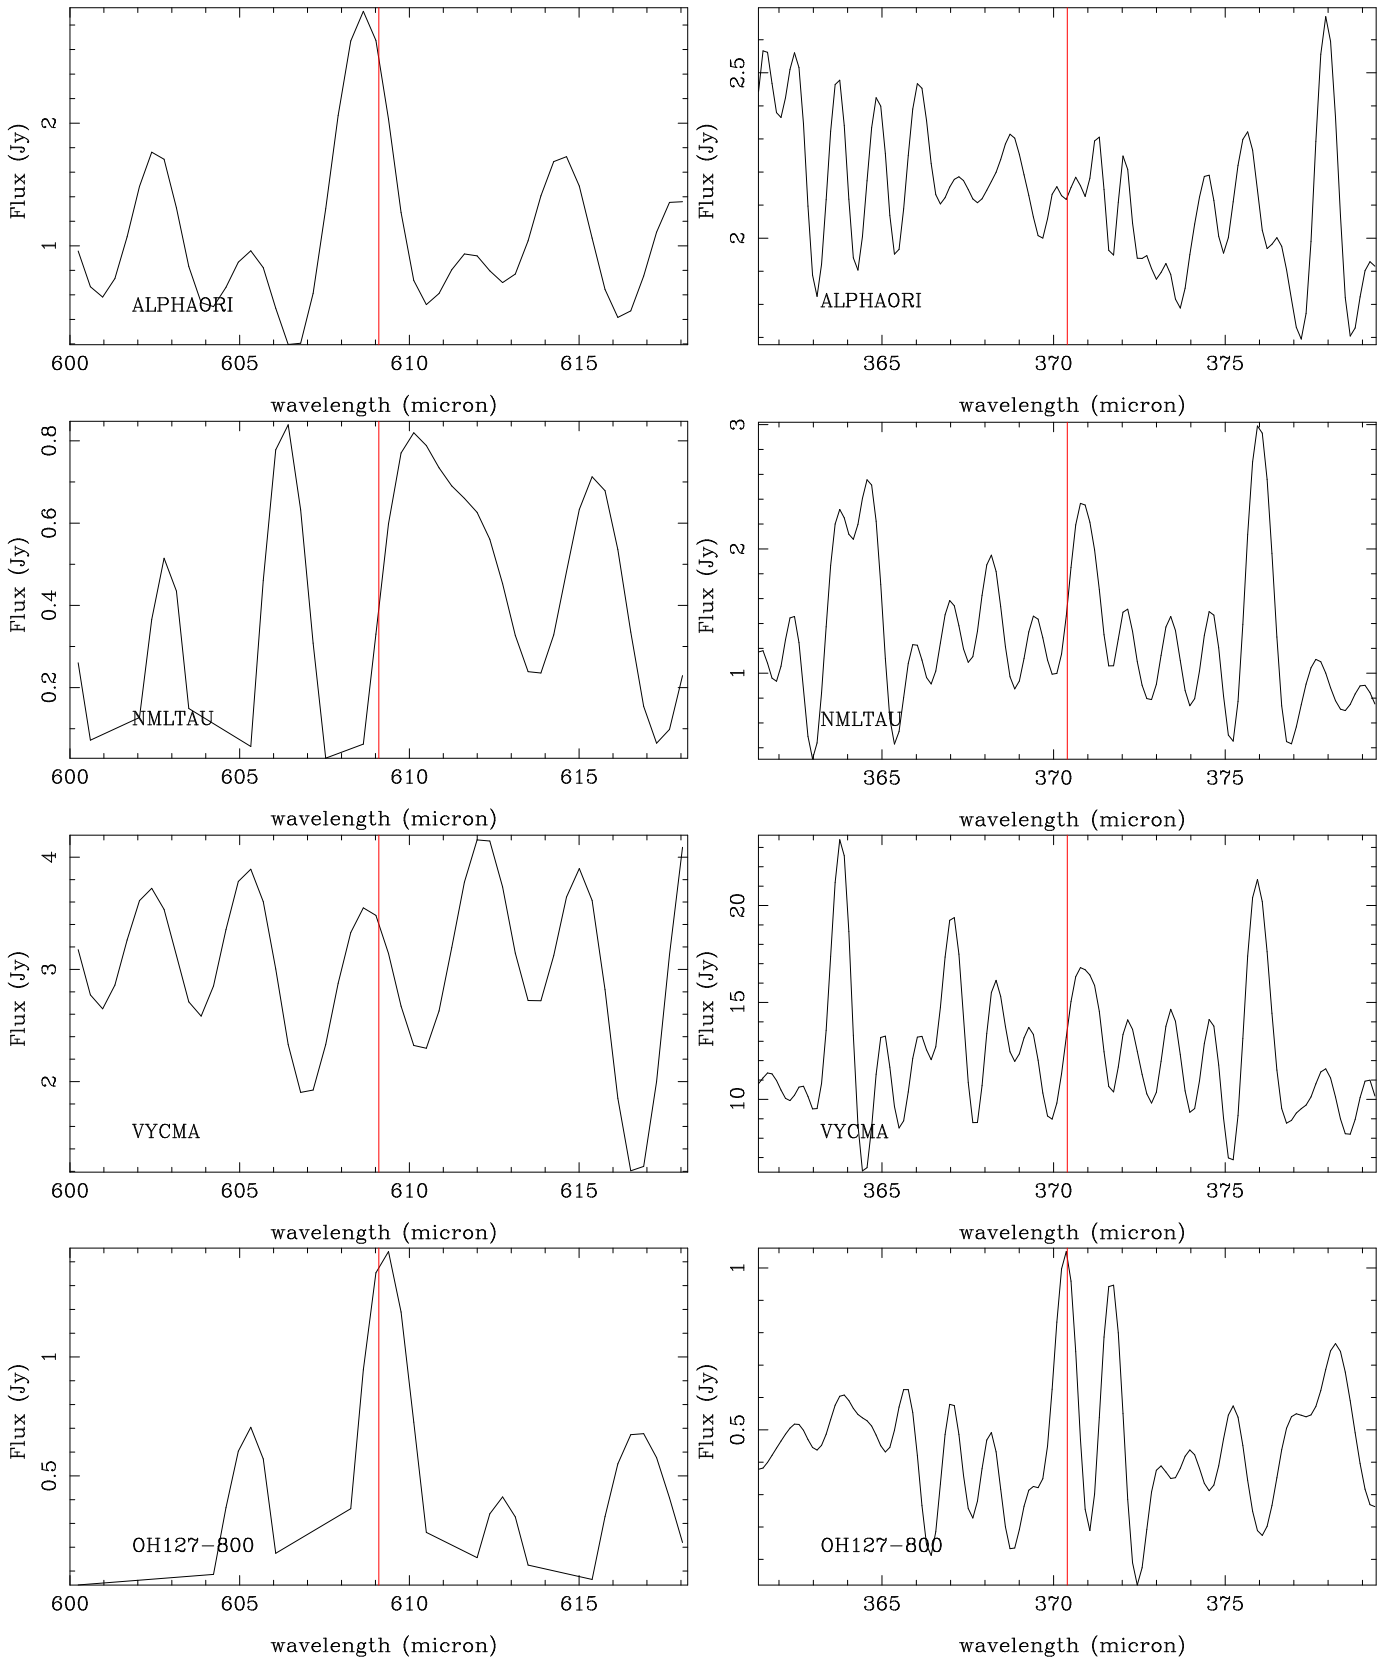 Flux (Jy)
2
1
ALPHAORI
600 605 610 615
wavelength (micron)
Flux (Jy)
2.5
2
ALPHAORI
365 370 375
wavelength (micron)
Flux (Jy)
0.8
0.6
0.4
0.2
NMLTAU
600 605 610 615
wavelength (micron)
Flux (Jy)
3
2
1
NMLTAU
365 370 375
wavelength (micron)
Flux (Jy)
4
3
2
VYCMA
600 605 610 615
wavelength (micron)
Flux (Jy)
20
15
10
VYCMA
365 370 375
wavelength (micron)
Flux (Jy)
1
0.5
OH127-800
600 605 610 615
wavelength (micron)
Flux (Jy)
1
0.5
OH127-800
365 370 375
wavelength (micron)